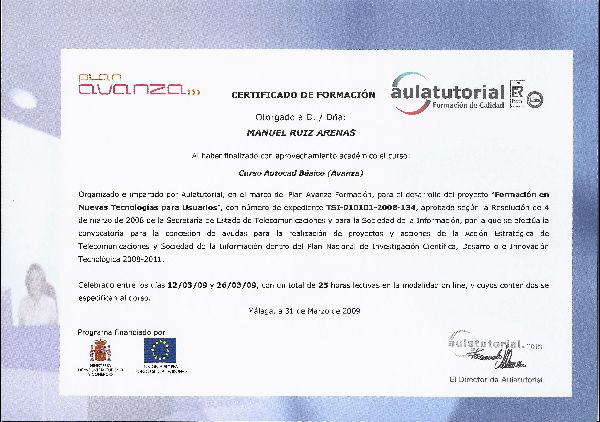 plan
avanza
CERTIFICADO DE FORMACIÓN
aulatutorial
Formación de Calidad
ER
Otorgado a D. / Dña:
MANUEL RUIZ ARENAS
Al haber finalizado con aprovechamiento académico el curso:
Curso Autocad Básico (Avanza)
Organizado e impartido por Aulatutorial, en el marco del Plan Avanza Formación, para el desarrollo del proyecto "Formación en
Nuevas Tecnologías para Usuarios", con número de expediente TSI-010101-2008-134, aprobado según la Resolución de 4
de marzo de 2008 de la Secretaría de Estado de Telecomunicaciones y para la Sociedad de la Información, por la que se efectúa la
convocatoria para la concesión de ayudas para la realización de proyectos y acciones de la Acción Estratégica de
Telecomunicaciones y Sociedad de la Información dentro del Plan Nacional de Investigación Científica, Desarrollo e Innovación
Tecnológica 2008-2011.
Celebrado entre los días 12/03/09 y 26/03/09, con un total de 25 horas lectivas en la modalidad on line, y cuyos contenidos se
especifican al dorso.
Málaga, a 31 de Marzo de 2009
Programa financiado por
MINISTERIO
DE INDUSTRIA, TURISMO
Y COMERCIO
UNIÓN EUROPEA
aulatutorial.com
El Director de Aulatutorial